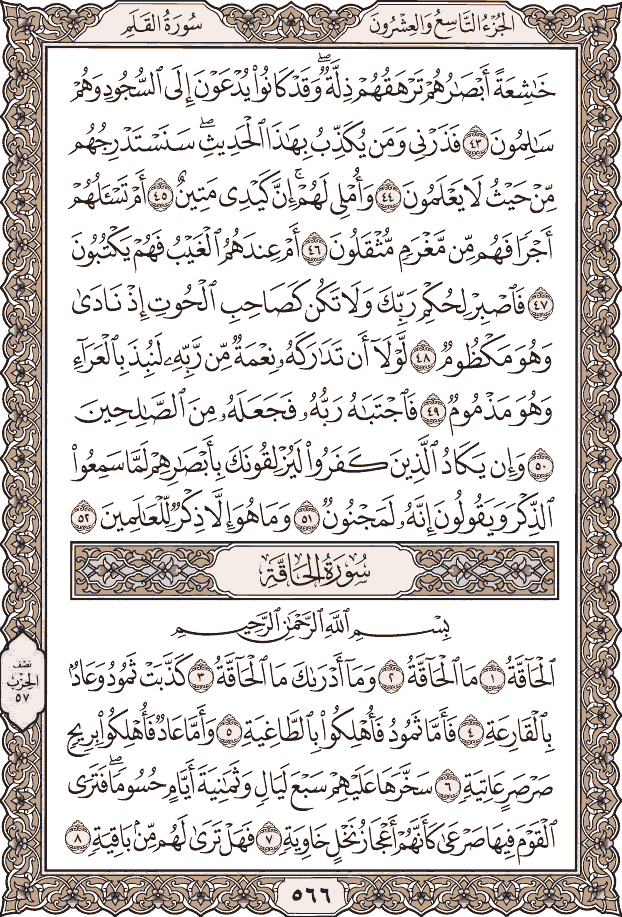 الجُزْءُ التَّاسِعُ وَالعِشْرُونَ
سُورَةُ القَلَمِ
خَٰشِعَةً أَبْصَٰرُهُمْ تَرْهَقُهُمْ ذِلَّةٌۖ وَقَدْ كَانُوا۟ يُدْعَوْنَ إِلَى ٱلسُّجُودِ وَهُمْ
سَٰلِمُونَ ٤٣ فَذَرْنِى وَمَن يُكَذِّبُ بِهَٰذَا ٱلْحَدِيثِۖ سَنَسْتَدْرِجُهُم
مِّنْ حَيْثُ لَا يَعْلَمُونَ ٤٤ وَأُمْلِى لَهُمْۚ إِنَّ كَيْدِى مَتِينٌ ٤٥ أَمْ تَسْـَٔلُهُمْ
أَجْرًا فَهُم مِّن مَّغْرَمٍ مُّثْقَلُونَ ٤٦ أَمْ عِندَهُمُ ٱلْغَيْبُ فَهُمْ يَكْتُبُونَ
٤٧ فَٱصْبِرْ لِحُكْمِ رَبِّكَ وَلَا تَكُن كَصَاحِبِ ٱلْحُوتِ إِذْ نَادَىٰ
وَهُوَ مَكْظُومٌ ٤٨ لَّوْلَآ أَن تَدَٰرَكَهُۥ نِعْمَةٌ مِّن رَّبِّهِۦ لَنُبِذَ بِٱلْعَرَآءِ
وَهُوَ مَذْمُومٌ ٤٩ فَٱجْتَبَٰهُ رَبُّهُۥ فَجَعَلَهُۥ مِنَ ٱلصَّٰلِحِينَ
٥٠ وَإِن يَكَادُ ٱلَّذِينَ كَفَرُوا۟ لَيُزْلِقُونَكَ بِأَبْصَٰرِهِمْ لَمَّا سَمِعُوا۟
ٱلذِّكْرَ وَيَقُولُونَ إِنَّهُۥ لَمَجْنُونٌ ٥١ وَمَا هُوَ إِلَّا ذِكْرٌ لِّلْعَٰلَمِينَ ٥٢
سُورَةُ الحَاقَّةِ
بِسْمِ ٱللَّهِ ٱلرَّحْمَٰنِ ٱلرَّحِيمِ
ٱلْحَآقَّةُ ١ مَا ٱلْحَآقَّةُ ٢ وَمَآ أَدْرَىٰكَ مَا ٱلْحَآقَّةُ ٣ كَذَّبَتْ ثَمُودُ وَعَادٌۢ
بِٱلْقَارِعَةِ ٤ فَأَمَّا ثَمُودُ فَأُهْلِكُوا۟ بِٱلطَّاغِيَةِ ٥ وَأَمَّا عَادٌ فَأُهْلِكُوا۟ بِرِيحٍ
صَرْصَرٍ عَاتِيَةٍ ٦ سَخَّرَهَا عَلَيْهِمْ سَبْعَ لَيَالٍ وَثَمَٰنِيَةَ أَيَّامٍ حُسُومًاۖ فَتَرَى
ٱلْقَوْمَ فِيهَا صَرْعَىٰ كَأَنَّهُمْ أَعْجَازُ نَخْلٍ خَاوِيَةٍ ٧ فَهَلْ تَرَىٰ لَهُم مِّنۢ بَاقِيَةٍ ٨
نصف
الحزب
٥٧
٥٦٦